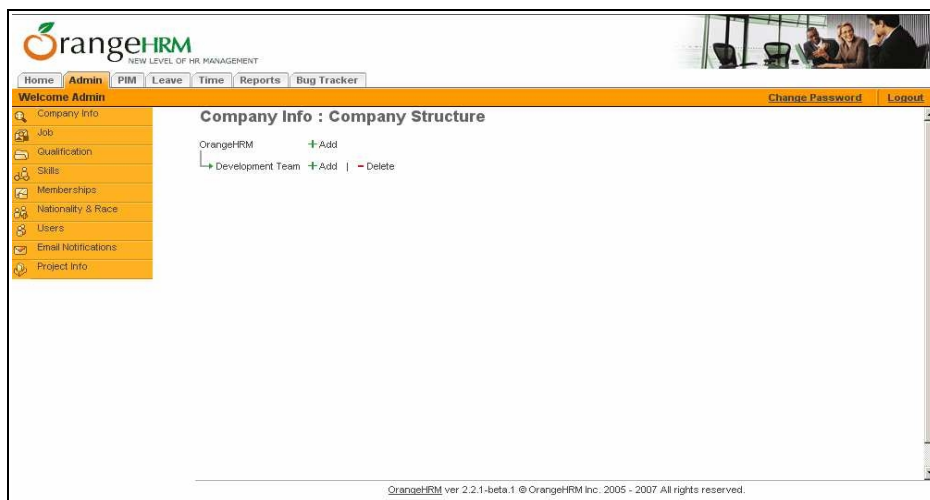 OrangeHRM
NEW LEVEL OF HR MANAGEMENT
Home Admin PIM Leave Time Reports Bug Tracker
Welcome Admin Change Password Logout
Company Info
Job
Qualification
Skills
Memberships
Nationality & Race
Users
Email Notifications
Project Info
Company Info : Company Structure
OrangeHRM +Add
Development Team +Add | -Delete
OrangeHRM ver 2.2.1-beta.1 © OrangeHRM Inc. 2005 - 2007 All rights reserved.